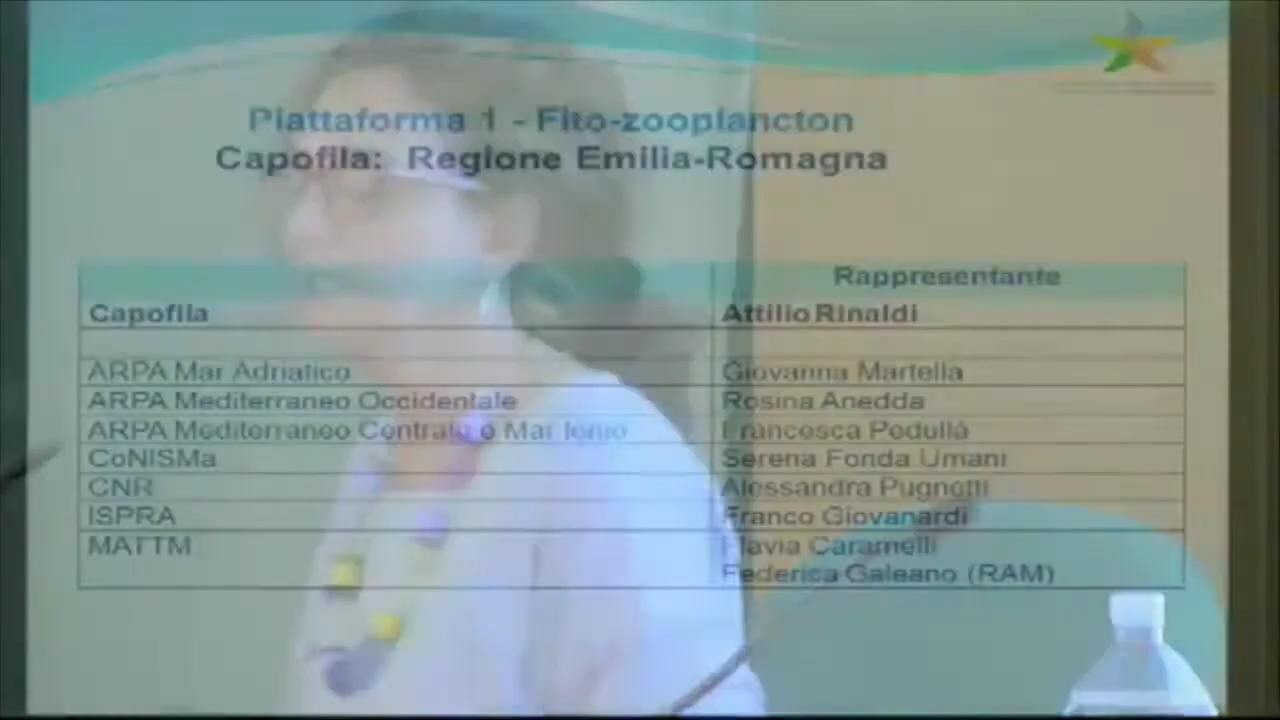 Piattaforma 1 - Fito-zooplancton
Capofila: Regione Emilia-Romagna
Rappresentante
Capofila Attilio Rinaldi
ARPA Mar Adriatico Giovanna Martella
ARPA Mediterraneo Occidentale Rosina Anedda
ARPA Mediterraneo Centrale e Mar Ionio Francesca Pedullà
CoNISMa Serena Fonda Umani
CNR Alessandra Pugnetti
ISPRA Franco Giovanardi
MATTM Flavia Caramelli
Federica Galeano (RAM)